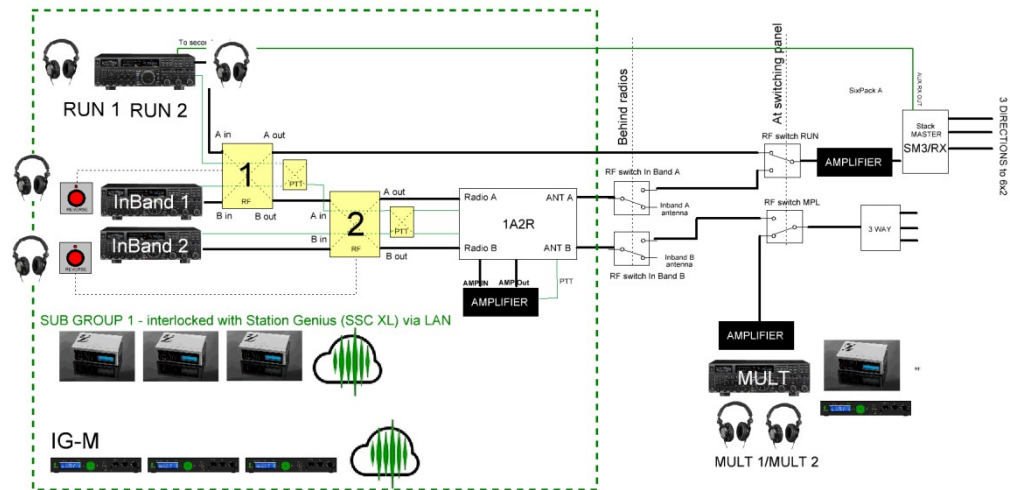 To secon
RUN 1 RUN 2
A in
A out
1
RF
B in
B out
PTT
REVERSE
InBand 1
REVERSE
InBand 2
A in
A out
2
RF
B in
B out
PTT
Radio A
ANT A
1A2R
Radio B
ANT B
AMP IN
AMP Out
AMPLIFIER
PTT
SUB GROUP 1 - interlocked with Station Genius (SSC XL) via LAN
IG-M
Behind radios
At switching panel
RF switch In Band A
Inband A
antenna
Inband B
antenna
RF switch In Band B
RF switch RUN
RF switch MPL
AMPLIFIER
SixPack A
AUX RX OUT
Stack
MASTER
SM3/RX
3 DIRECTIONS to 6x2
3 WAY
AMPLIFIER
MULT
MULT 1/MULT 2